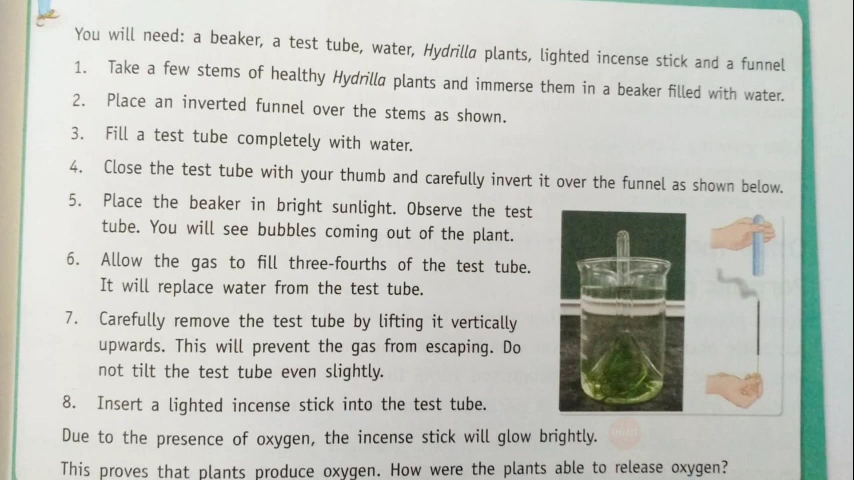 You will need: a beaker, a test tube, water, Hydrilla plants, lighted incense stick and a funnel
1. Take a few stems of healthy Hydrilla plants and immerse them in a beaker filled with water.
2. Place an inverted funnel over the stems as shown.
3. Fill a test tube completely with water.
4. Close the test tube with your thumb and carefully invert it over the funnel as shown below.
5. Place the beaker in bright sunlight. Observe the test
tube. You will see bubbles coming out of the plant.
6. Allow the gas to fill three-fourths of the test tube.
It will replace water from the test tube.
7. Carefully remove the test tube by lifting it vertically
upwards. This will prevent the gas from escaping. Do
not tilt the test tube even slightly.
8. Insert a lighted incense stick into the test tube.
Due to the presence of oxygen, the incense stick will glow brightly.
This proves that plants produce oxygen. How were the plants able to release oxygen?